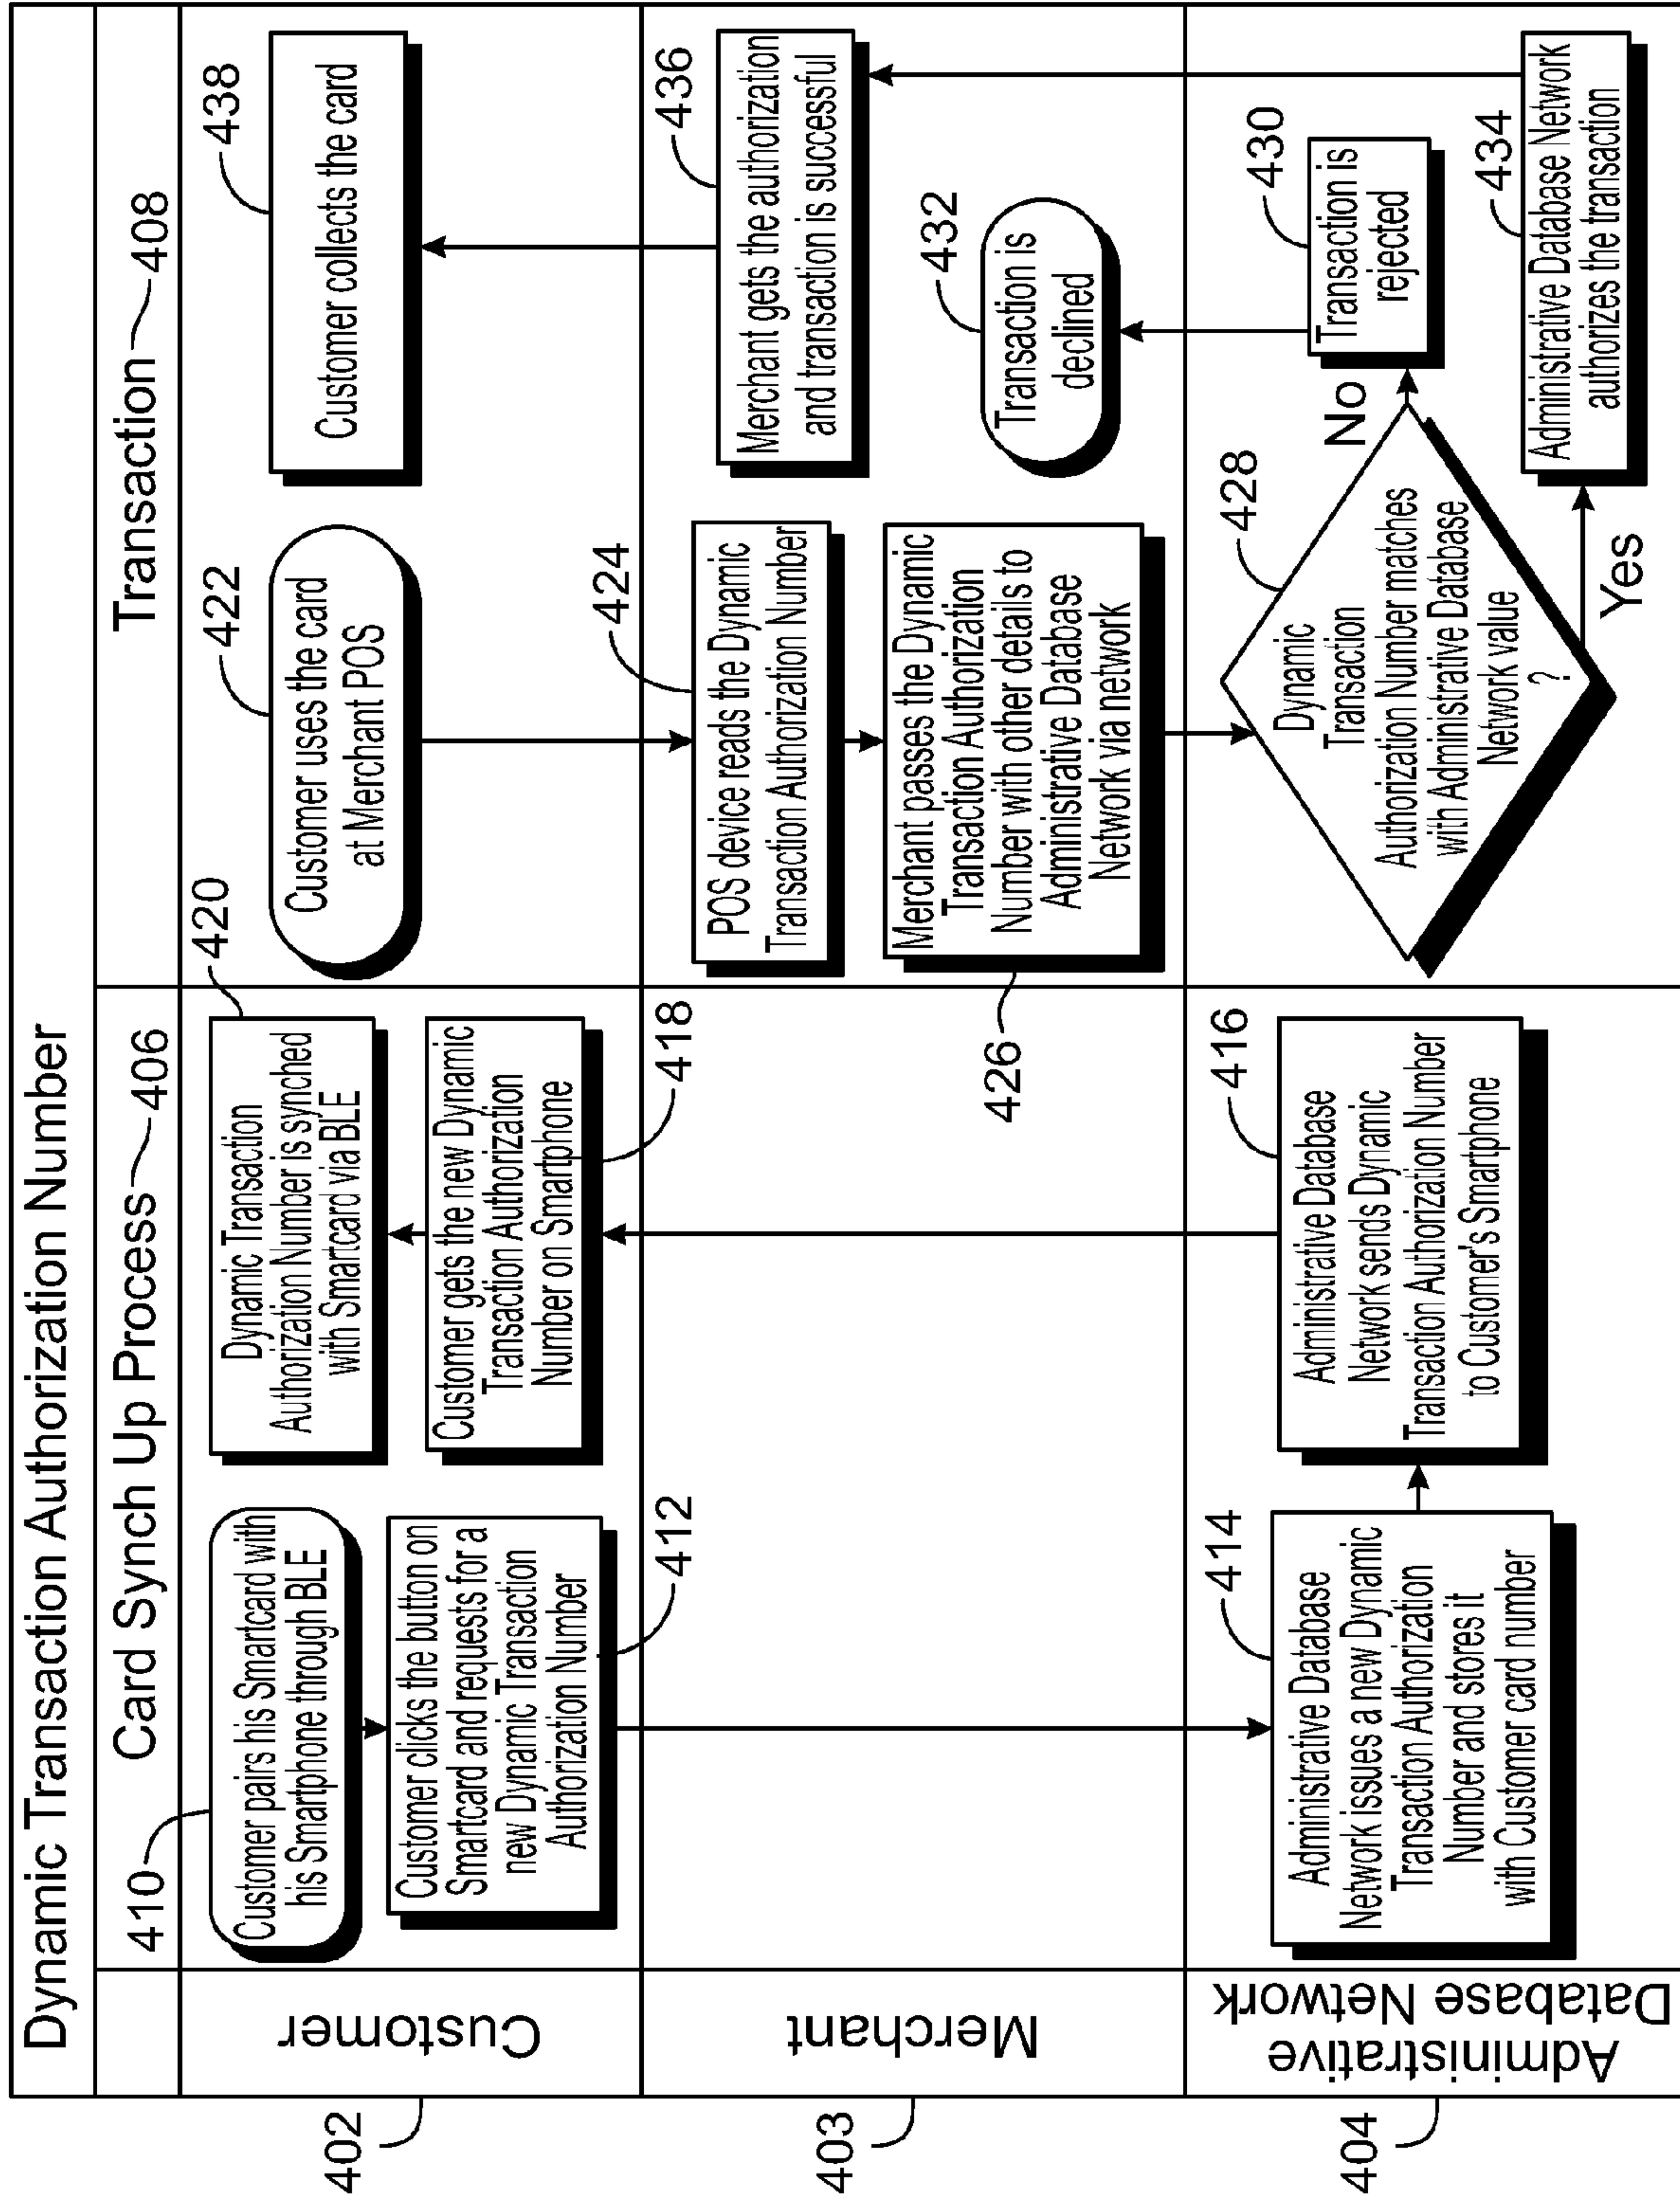 Dynamic Transaction Authorization Number
Card Synch Up Process 406
Transaction 408
402
Customer
410
Customer pairs his Smartcard with
his Smartphone through BLE
Customer clicks the button on
Smartcard and requests for a
new Dynamic Transaction
Authorization Number
412
420
Dynamic Transaction
Authorization Number is synched
with Smartcard via BLE
Customer gets the new Dynamic
Transaction Authorization
Number on Smartphone
418
422
Customer uses the card
at Merchant POS
438
Customer collects the card
403
Merchant
424
POS device reads the Dynamic
Transaction Authorization Number
Merchant passes the Dynamic
Transaction Authorization
Number with other details to
Administrative Database
Network via network
426
436
Merchant gets the authorization
and transaction is successful
432
Transaction is
declined
404
Administrative
Database Network
414
Administrative Database
Network issues a new Dynamic
Transaction Authorization
Number and stores it
with Customer card number
416
Administrative Database
Network sends Dynamic
Transaction Authorization Number
to Customer's Smartphone
428
Dynamic
Transaction
Authorization Number matches
with Administrative Database
Network value
?
No
Yes
430
Transaction is
rejected
434
Administrative Database Network
authorizes the transaction